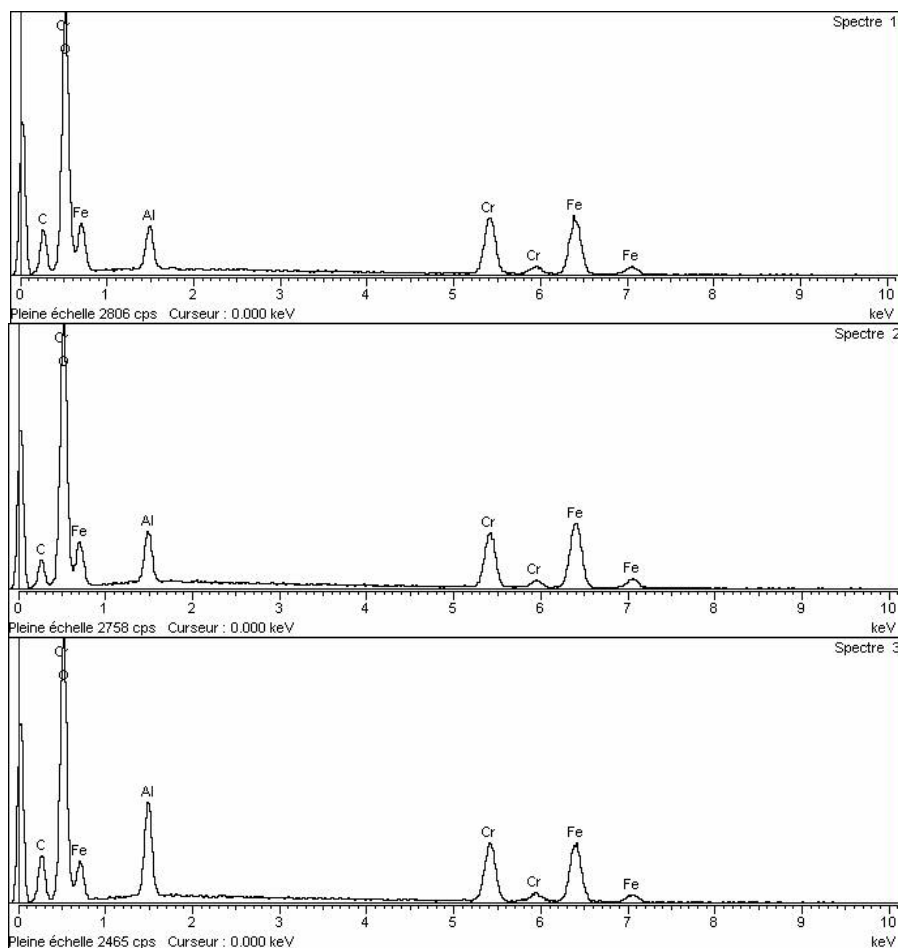 Spectre 1
Cr
O
C Fe Al Cr Cr Fe Fe
0 1 2 3 4 5 6 7 8 9 10
Pleine échelle 2806 cps Curseur : 0.000 keV keV
Spectre 2
Cr
O
C Fe Al Cr Cr Fe Fe
0 1 2 3 4 5 6 7 8 9 10
Pleine échelle 2758 cps Curseur : 0.000 keV keV
Spectre 3
Cr
O
C Fe Al Cr Cr Fe Fe
0 1 2 3 4 5 6 7 8 9 10
Pleine échelle 2465 cps Curseur : 0.000 keV keV